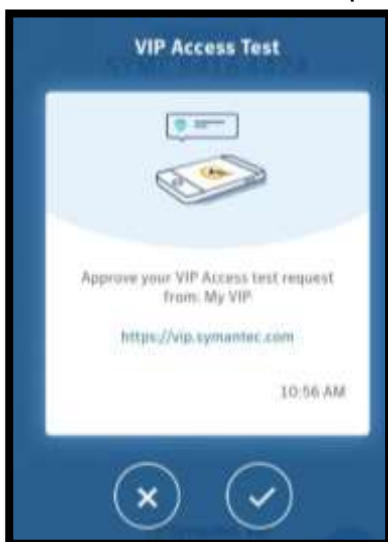 VIP Access Test
Approve your VIP Access test request
from: My VIP
https://vip.symantec.com
10:56 AM